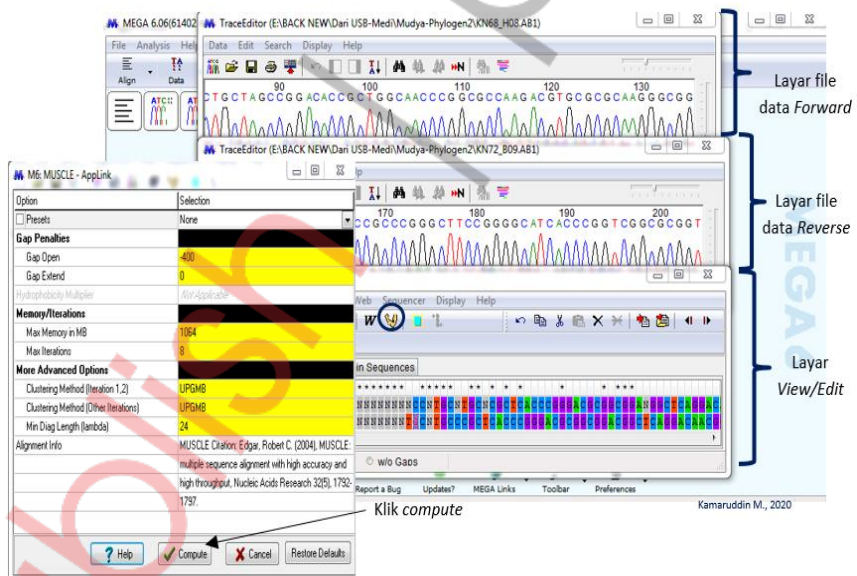 MEGA 6.06(61402
File Analysis Help
Align Data
TraceEditor (E:\BACK NEW\Dari USB-Medi\Mudya-Phylogen2\KN68_H08.AB1)
Data Edit Search Display Help
90 100 110 120 130
CTGCTAGCCGGACACCGCTGGCAACCCGGCGCCAAGACGTGCGCGCAAGGGCGG
Layar file
data Forward
TraceEditor (E:\BACK NEW\Dari USB-Medi\Mudya-Phylogen2\KN72_B09.AB1)
170 180 190 200
CCGCCCGGGCTTCCGGGGCATCACCCGGTCGGCGCGGT
Layar file
data Reverse
Web Sequencer Display Help
W
in Sequences
w/o Gaps
Layar
View/Edit
Report a Bug Updates? MEGA Links Toolbar Preferences
Kamaruddin M., 2020
M6: MUSCLE - AppLink
Option Selection
Presets None
Gap Penalties
Gap Open -400
Gap Extend 0
Hydrophobicity Multiplier Not Applicable
Memory/Iterations
Max Memory in MB 1064
Max Iterations 8
More Advanced Options
Clustering Method (Iteration 1,2) UPGMB
Clustering Method (Other Iterations) UPGMB
Min Diag Length (lambda) 24
Alignment Info MUSCLE Citation: Edgar, Robert C. (2004), MUSCLE:
multiple sequence alignment with high accuracy and
high throughput, Nucleic Acids Research 32(5), 1792-
1797.
Help Compute Cancel Restore Defaults
Klik compute
MEGA